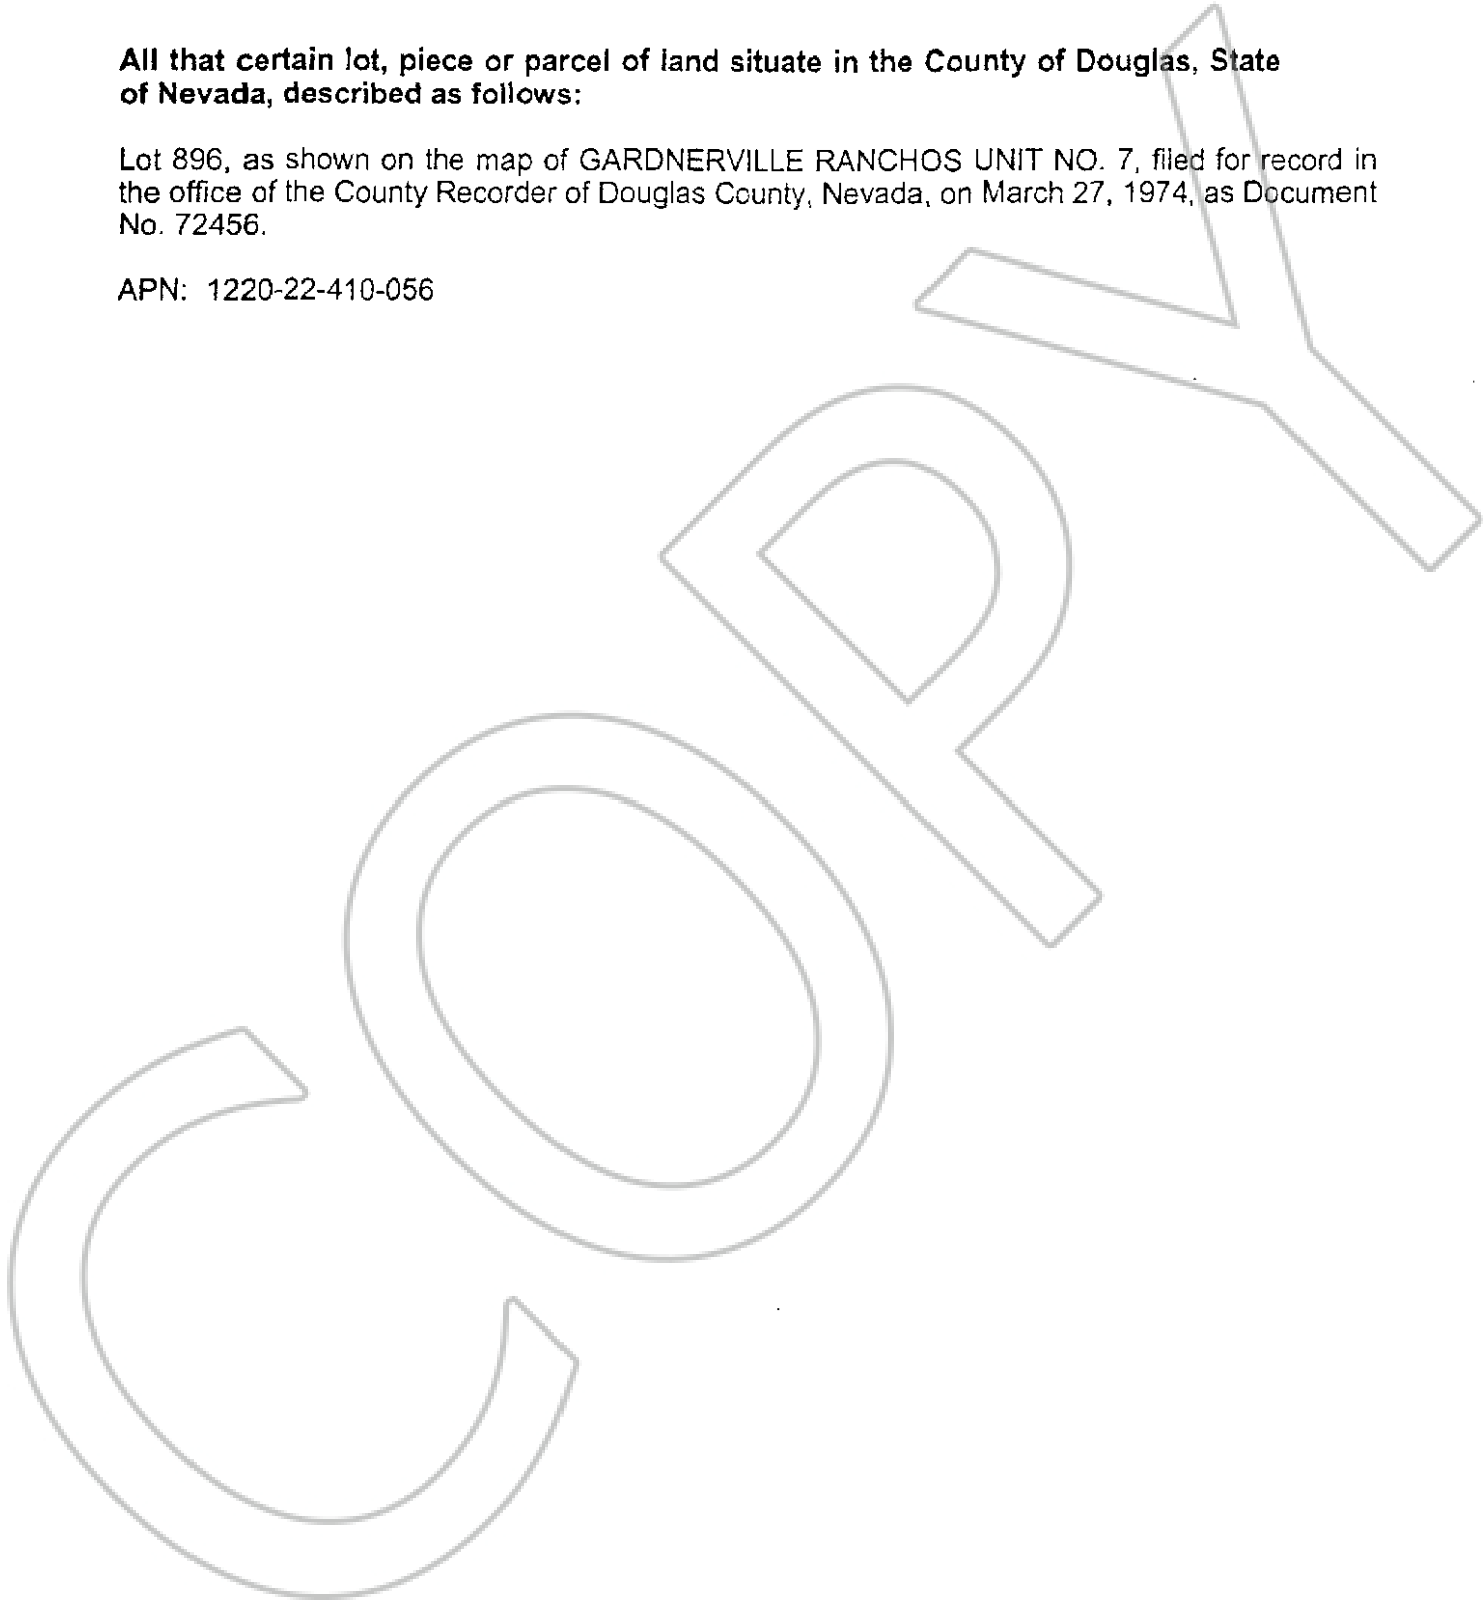 All that certain lot, piece or parcel of land situate in the County of Douglas, State
of Nevada, described as follows:
Lot 896, as shown on the map of GARDNERVILLE RANCHOS UNIT NO. 7, filed for record in
the office of the County Recorder of Douglas County, Nevada, on March 27, 1974, as Document
No. 72456.
APN: 1220-22-410-056
COPY